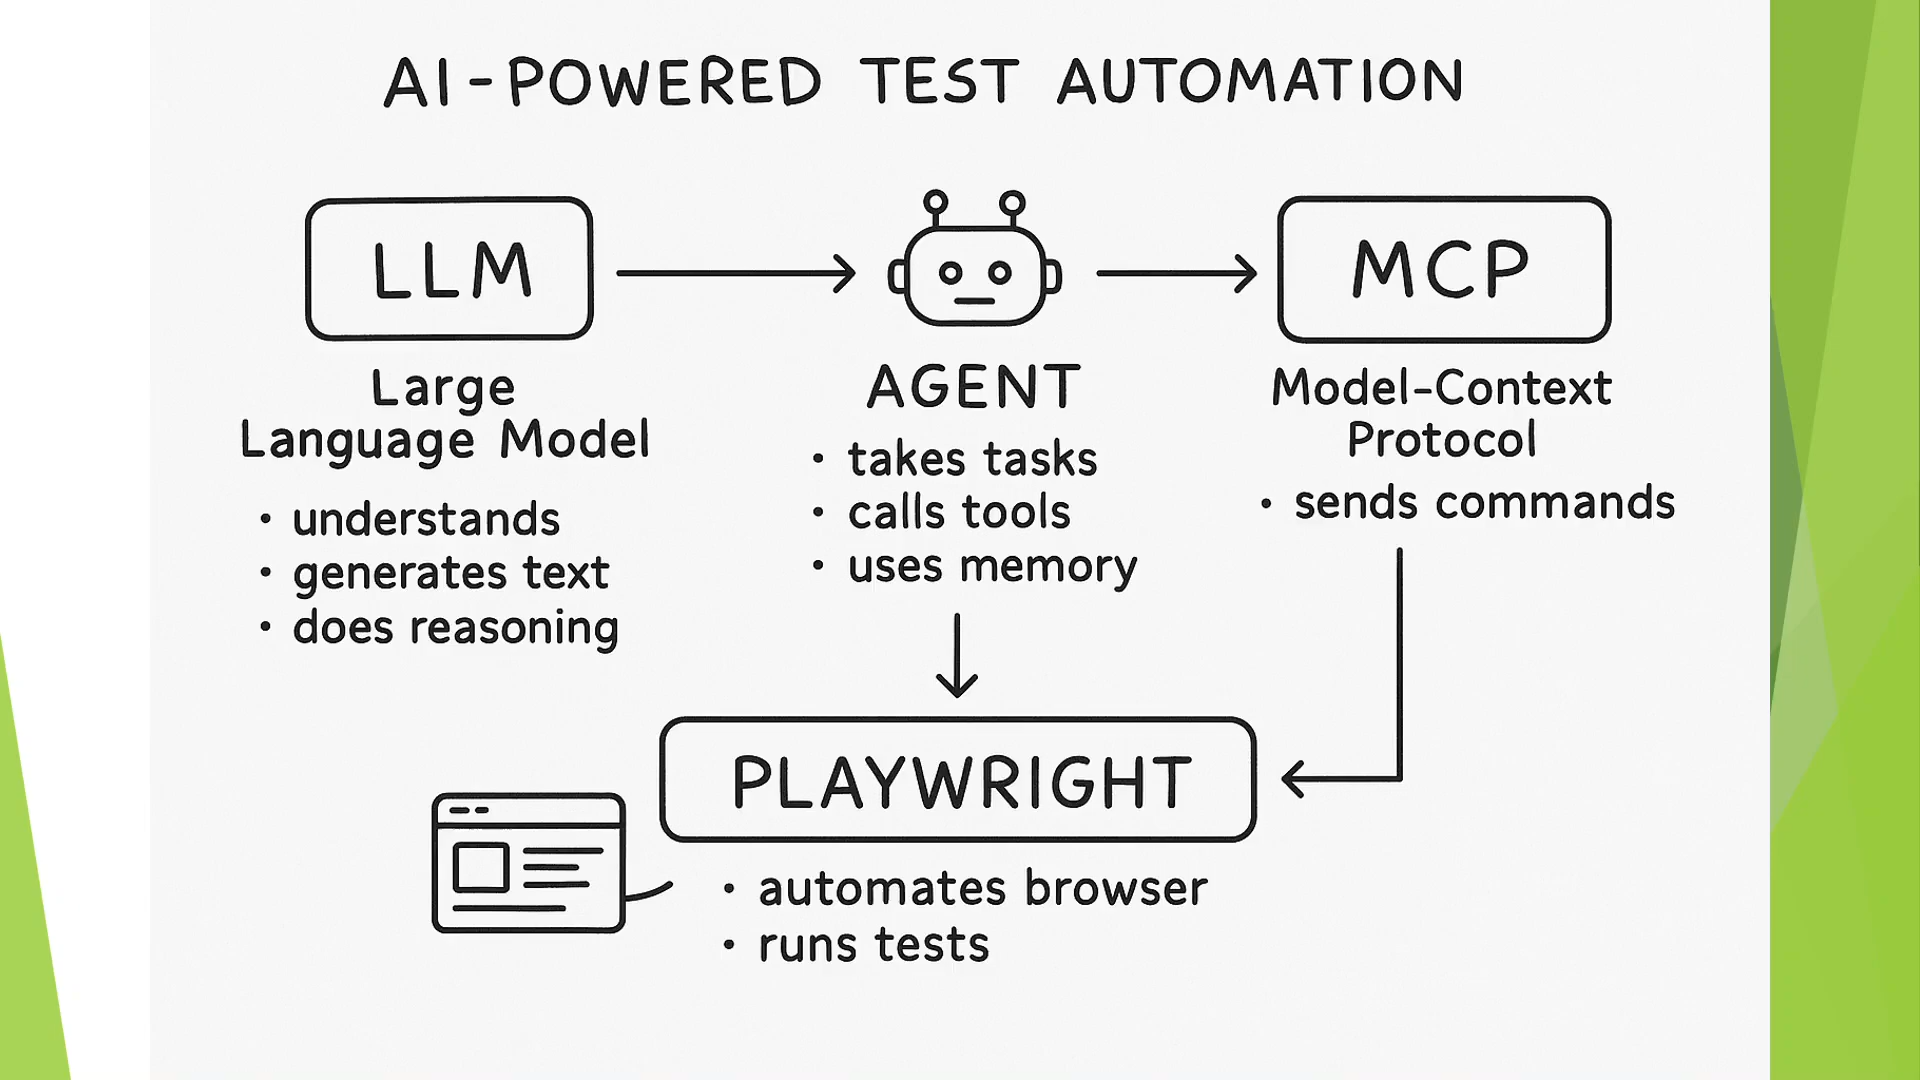 AI-POWERED TEST AUTOMATION
LLM
Large
Language Model
• understands
• generates text
• does reasoning
AGENT
• takes tasks
• calls tools
• uses memory
MCP
Model-Context
Protocol
• sends commands
PLAYWRIGHT
• automates browser
• runs tests